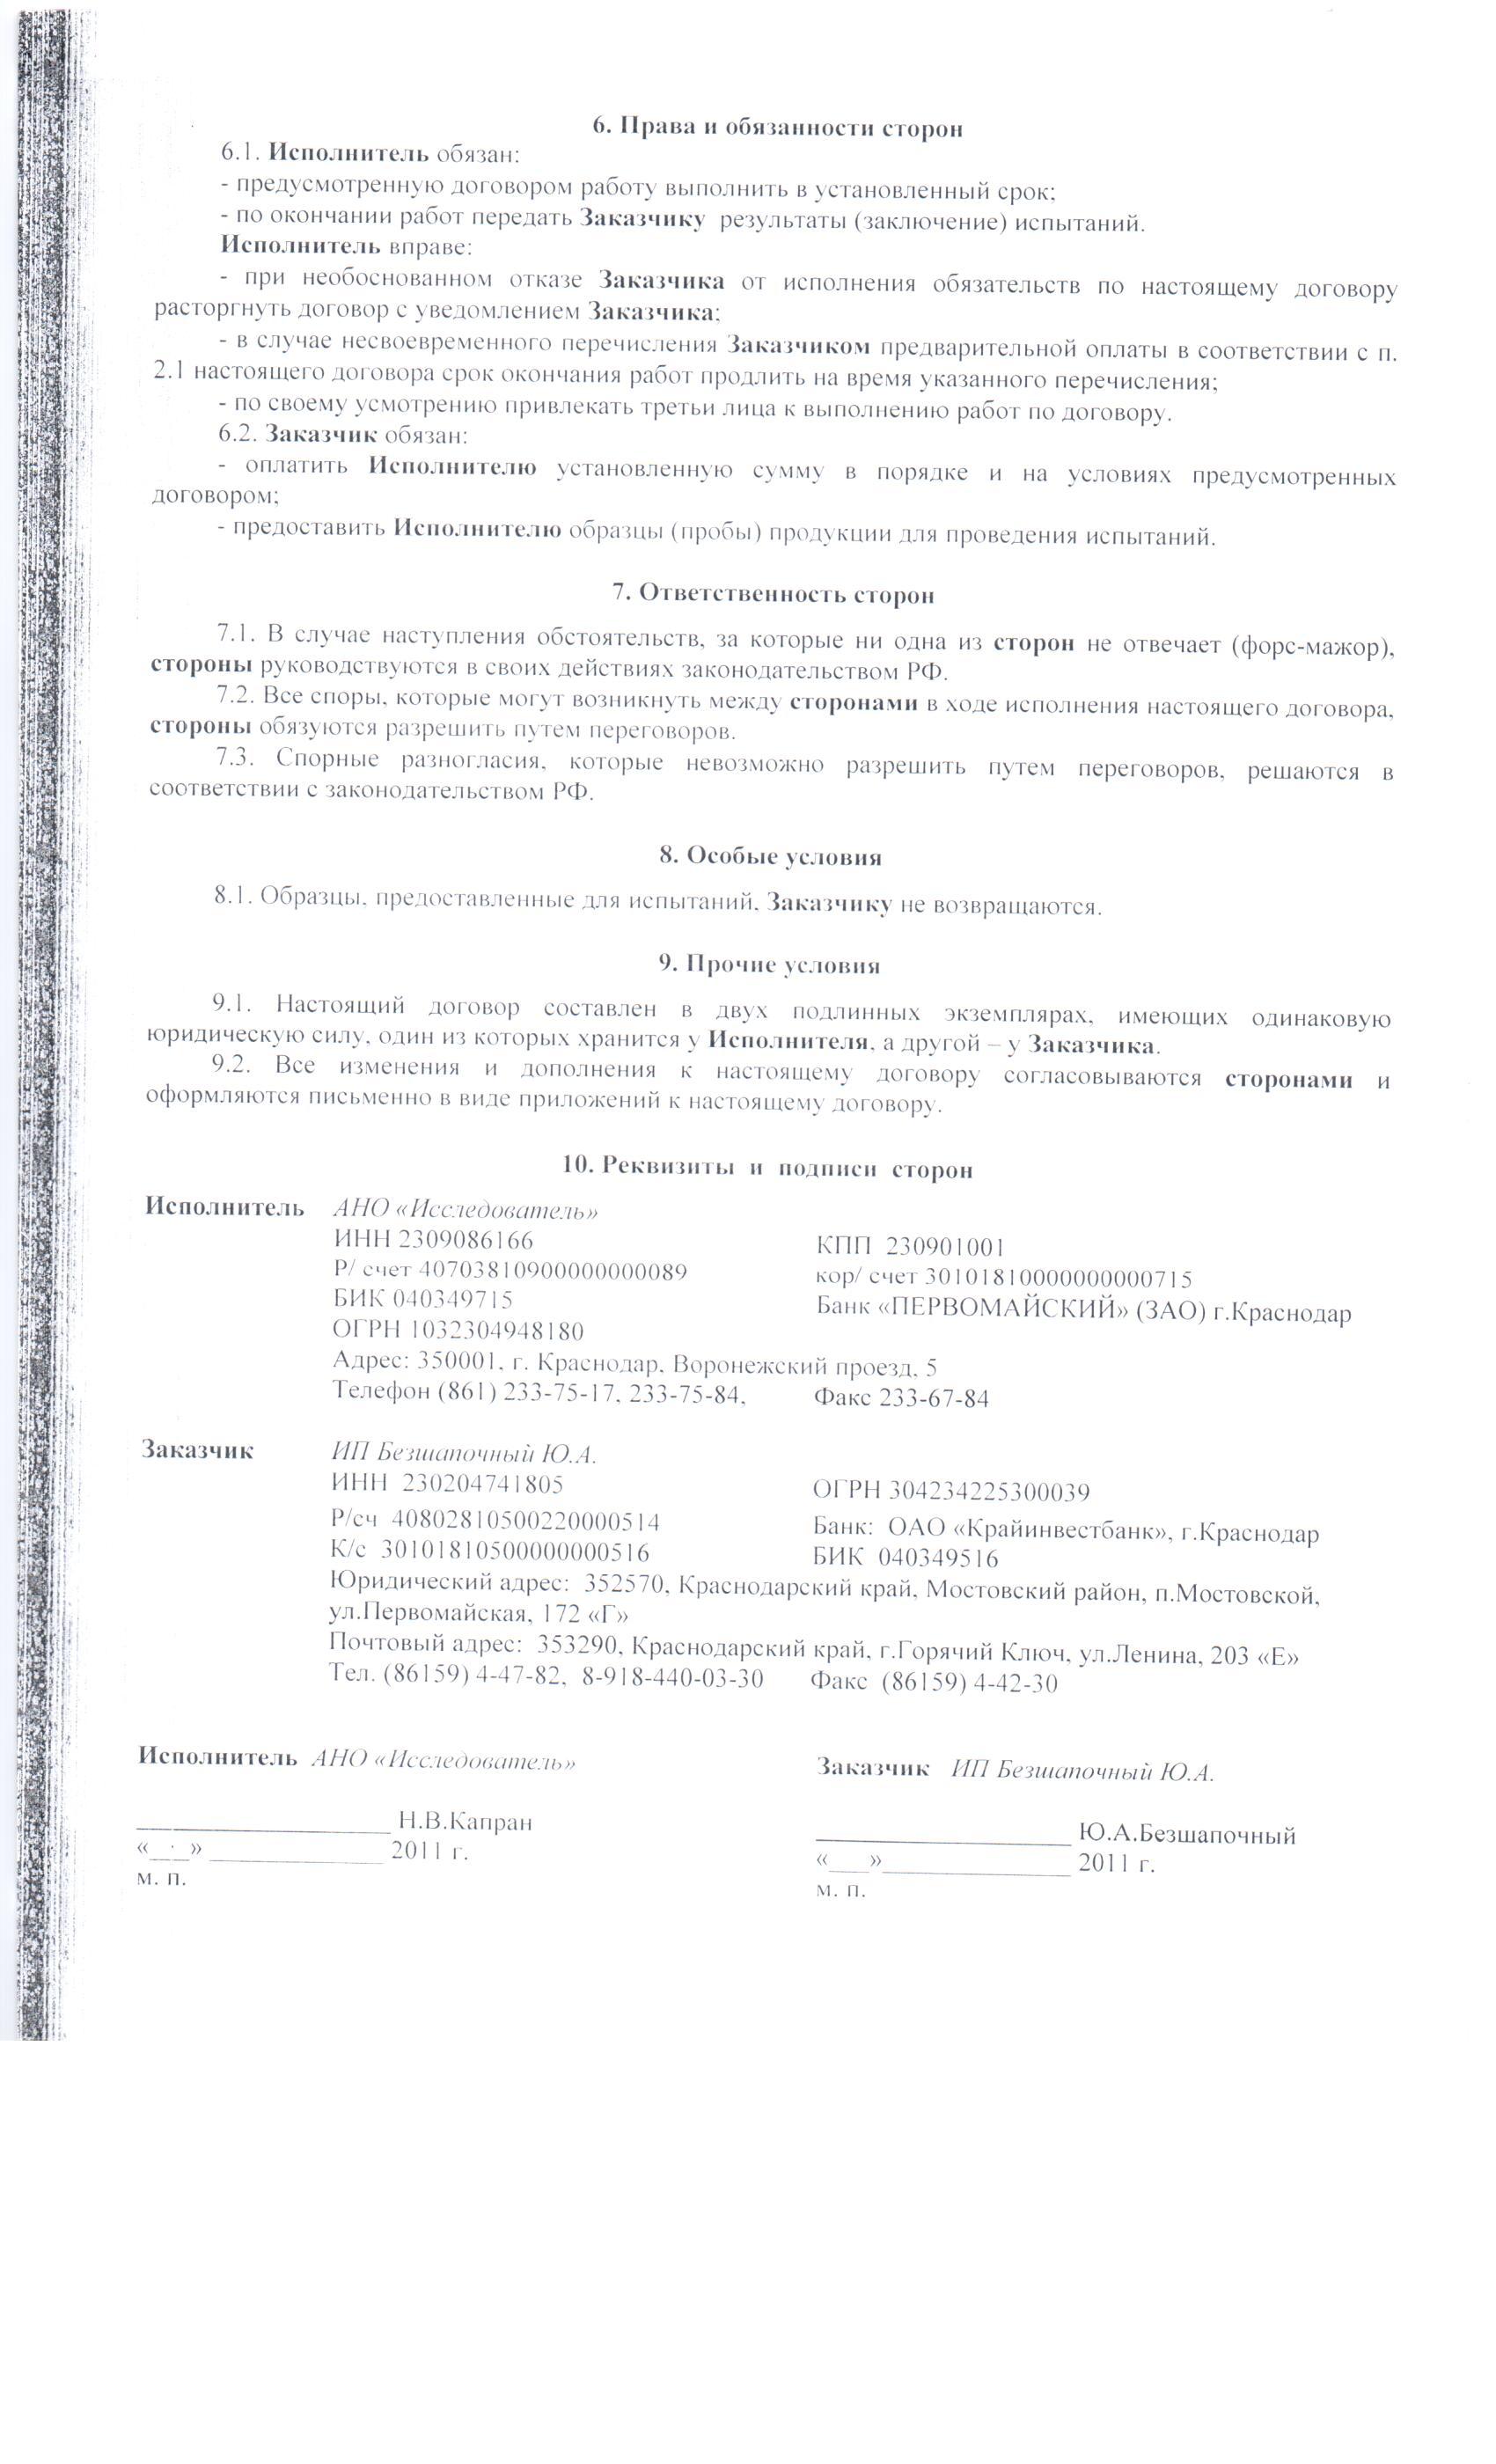 6. Права и обязанности сторон
6.1. Исполнитель обязан:
- предусмотренную договором работу выполнить в установленный срок;
- по окончании работ передать Заказчику результаты (заключение) испытаний.
Исполнитель вправе:
- при необоснованном отказе Заказчика от исполнения обязательств по настоящему договору
расторгнуть договор с уведомлением Заказчика;
- в случае несвоевременного перечисления Заказчиком предварительной оплаты в соответствии с п.
2.1 настоящего договора срок окончания работ продлить на время указанного перечисления;
- по своему усмотрению привлекать третьи лица к выполнению работ по договору.
6.2. Заказчик обязан:
- оплатить Исполнителю установленную сумму в порядке и на условиях предусмотренных
договором;
- предоставить Исполнителю образцы (пробы) продукции для проведения испытаний.
7. Ответственность сторон
7.1. В случае наступления обстоятельств, за которые ни одна из сторон не отвечает (форс-мажор),
стороны руководствуются в своих действиях законодательством РФ.
7.2. Все споры, которые могут возникнуть между сторонами в ходе исполнения настоящего договора,
стороны обязуются разрешить путем переговоров.
7.3. Спорные разногласия, которые невозможно разрешить путем переговоров, решаются в
соответствии с законодательством РФ.
8. Особые условия
8.1. Образцы, предоставленные для испытаний, Заказчику не возвращаются.
9. Прочие условия
9.1. Настоящий договор составлен в двух подлинных экземплярах, имеющих одинаковую
юридическую силу, один из которых хранится у Исполнителя, а другой – у Заказчика.
9.2. Все изменения и дополнения к настоящему договору согласовываются сторонами и
оформляются письменно в виде приложений к настоящему договору.
10. Реквизиты и подписи сторон
Исполнитель АНО «Исследователь»
ИНН 2309086166 КПП 230901001
Р/ счет 40703810900000000089 кор/ счет 30101810000000000715
БИК 040349715 Банк «ПЕРВОМАЙСКИЙ» (ЗАО) г.Краснодар
ОГРН 1032304948180
Адрес: 350001, г. Краснодар, Воронежский проезд, 5
Телефон (861) 233-75-17, 233-75-84, Факс 233-67-84
Заказчик ИП Безшапочный Ю.А.
ИНН 230204741805 ОГРН 304234225300039
Р/сч 40802810500220000514 Банк: ОАО «Крайинвестбанк», г.Краснодар
К/с 30101810500000000516 БИК 040349516
Юридический адрес: 352570, Краснодарский край, Мостовский район, п.Мостовской,
ул.Первомайская, 172 «Г»
Почтовый адрес: 353290, Краснодарский край, г.Горячий Ключ, ул.Ленина, 203 «Е»
Тел. (86159) 4-47-82, 8-918-440-03-30 Факс (86159) 4-42-30
Исполнитель АНО «Исследователь» Заказчик ИП Безшапочный Ю.А.
____________________ Н.В.Капран ____________________ Ю.А.Безшапочный
«___» ______________ 2011 г. «___»______________ 2011 г.
м. п. м. п.